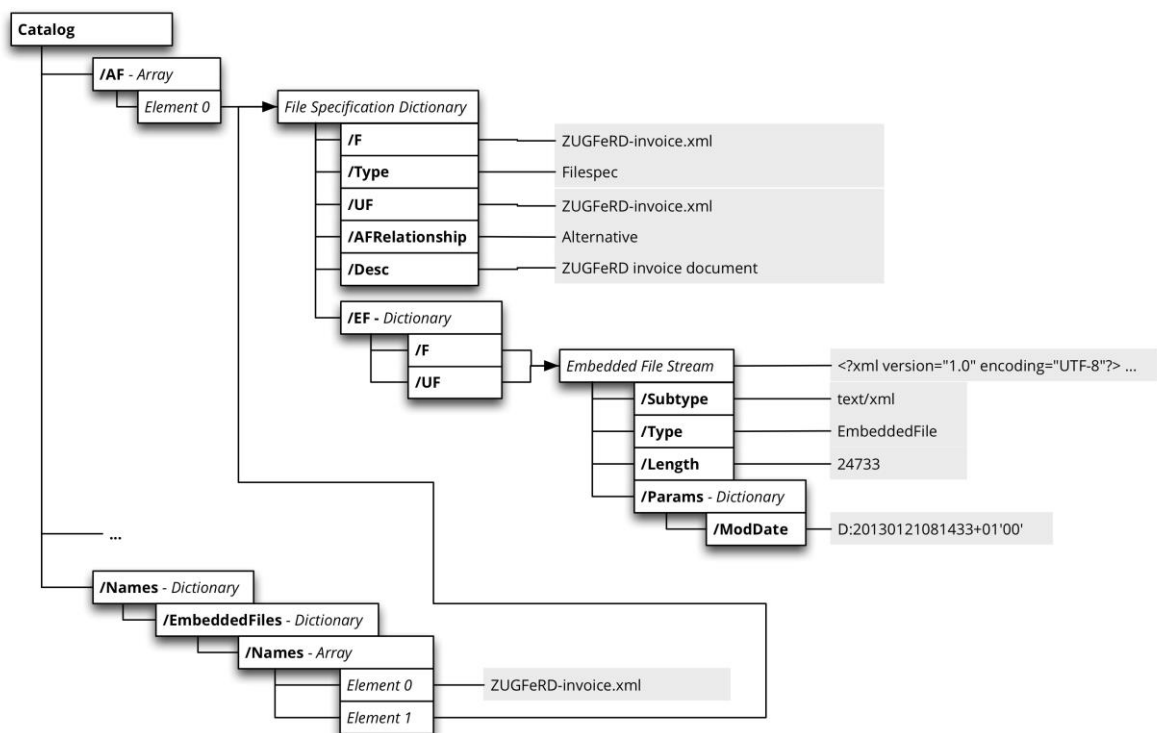 Catalog
/AF - Array
Element 0
File Specification Dictionary
/F
ZUGFeRD-invoice.xml
/Type
Filespec
/UF
ZUGFeRD-invoice.xml
/AFRelationship
Alternative
/Desc
ZUGFeRD invoice document
/EF - Dictionary
/F
/UF
Embedded File Stream
<?xml version="1.0" encoding="UTF-8"?> ...
/Subtype
text/xml
/Type
EmbeddedFile
/Length
24733
/Params - Dictionary
/ModDate
D:20130121081433+01'00'
...
/Names - Dictionary
/EmbeddedFiles - Dictionary
/Names - Array
Element 0
ZUGFeRD-invoice.xml
Element 1